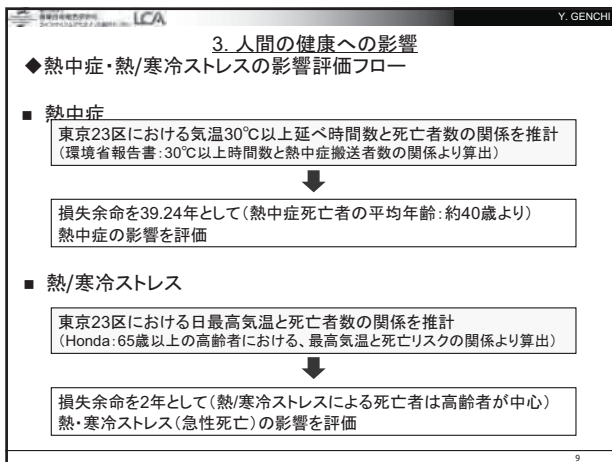 LCA
Y. GENCHI
3. 人間の健康への影響
◆熱中症・熱/寒冷ストレスの影響評価フロー
■ 熱中症
東京23区における気温30℃以上延べ時間数と死亡者数の関係を推計
(環境省報告書:30℃以上時間数と熱中症搬送者数の関係より算出)
損失余命を39.24年として(熱中症死亡者の平均年齢:約40歳より)
熱中症の影響を評価
■ 熱/寒冷ストレス
東京23区における日最高気温と死亡者数の関係を推計
(Honda:65歳以上の高齢者における、最高気温と死亡リスクの関係より算出)
損失余命を2年として(熱/寒冷ストレスによる死亡者は高齢者が中心)
熱・寒冷ストレス(急性死亡)の影響を評価
9